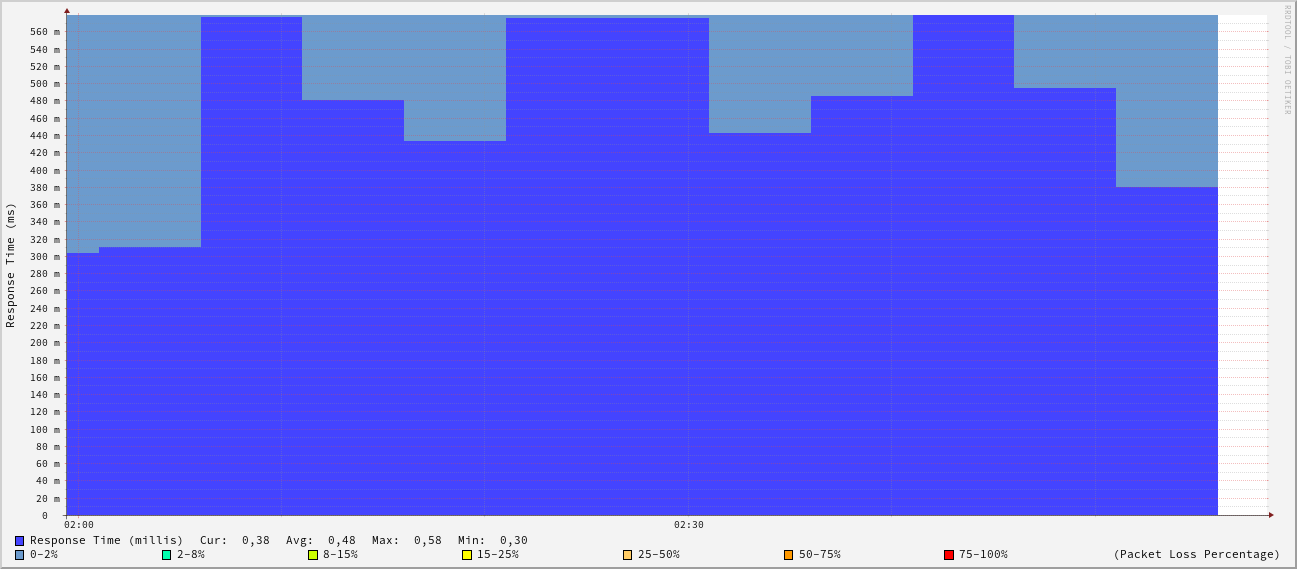 RRDTOOL / TOBI OETIKER
Response Time (ms)
560 m
540 m
520 m
500 m
480 m
460 m
440 m
420 m
400 m
380 m
360 m
340 m
320 m
300 m
280 m
260 m
240 m
220 m
200 m
180 m
160 m
140 m
120 m
100 m
80 m
60 m
40 m
20 m
0
02:00 02:30
Response Time (millis) Cur: 0,38 Avg: 0,48 Max: 0,58 Min: 0,30
0-2% 2-8% 8-15% 15-25% 25-50% 50-75% 75-100% (Packet Loss Percentage)